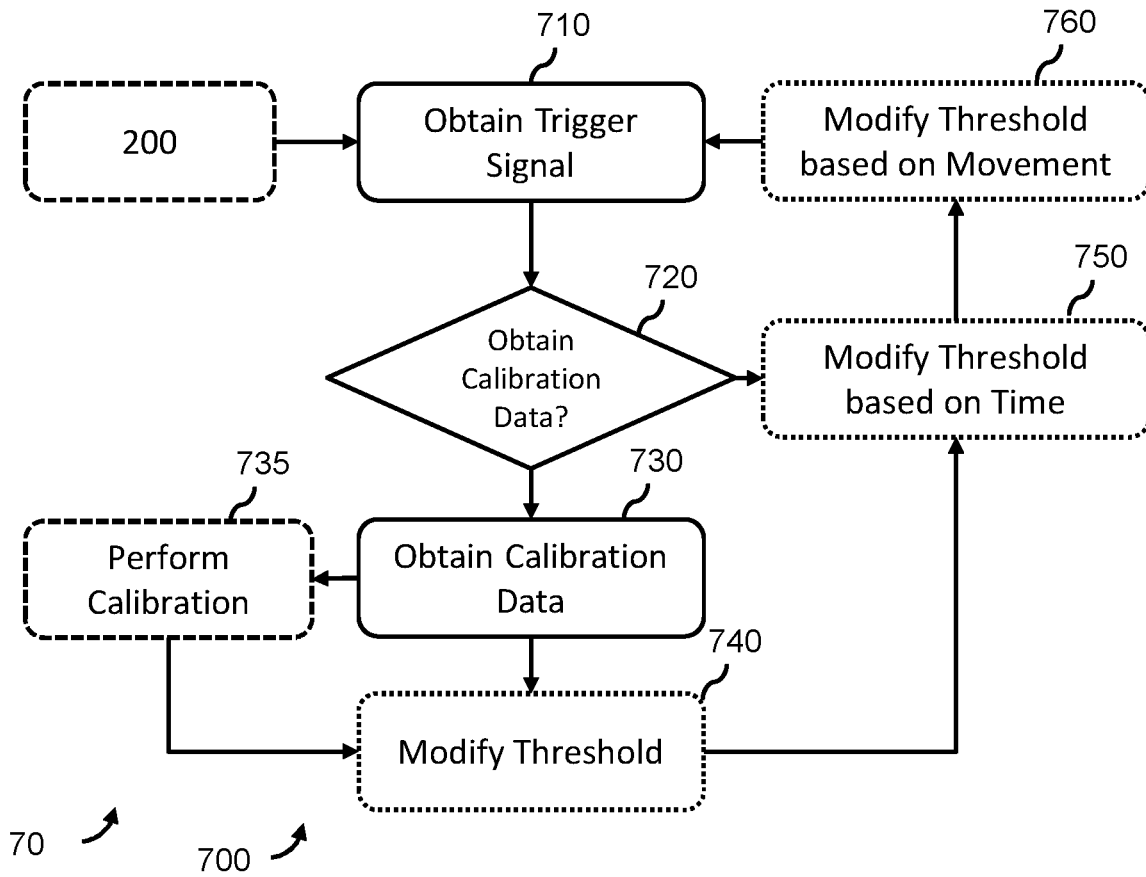 710
760
200
Obtain Trigger
Signal
Modify Threshold
based on Movement
720
750
Obtain
Calibration
Data?
Modify Threshold
based on Time
735
730
Perform
Calibration
Obtain Calibration
Data
740
Modify Threshold
70
700